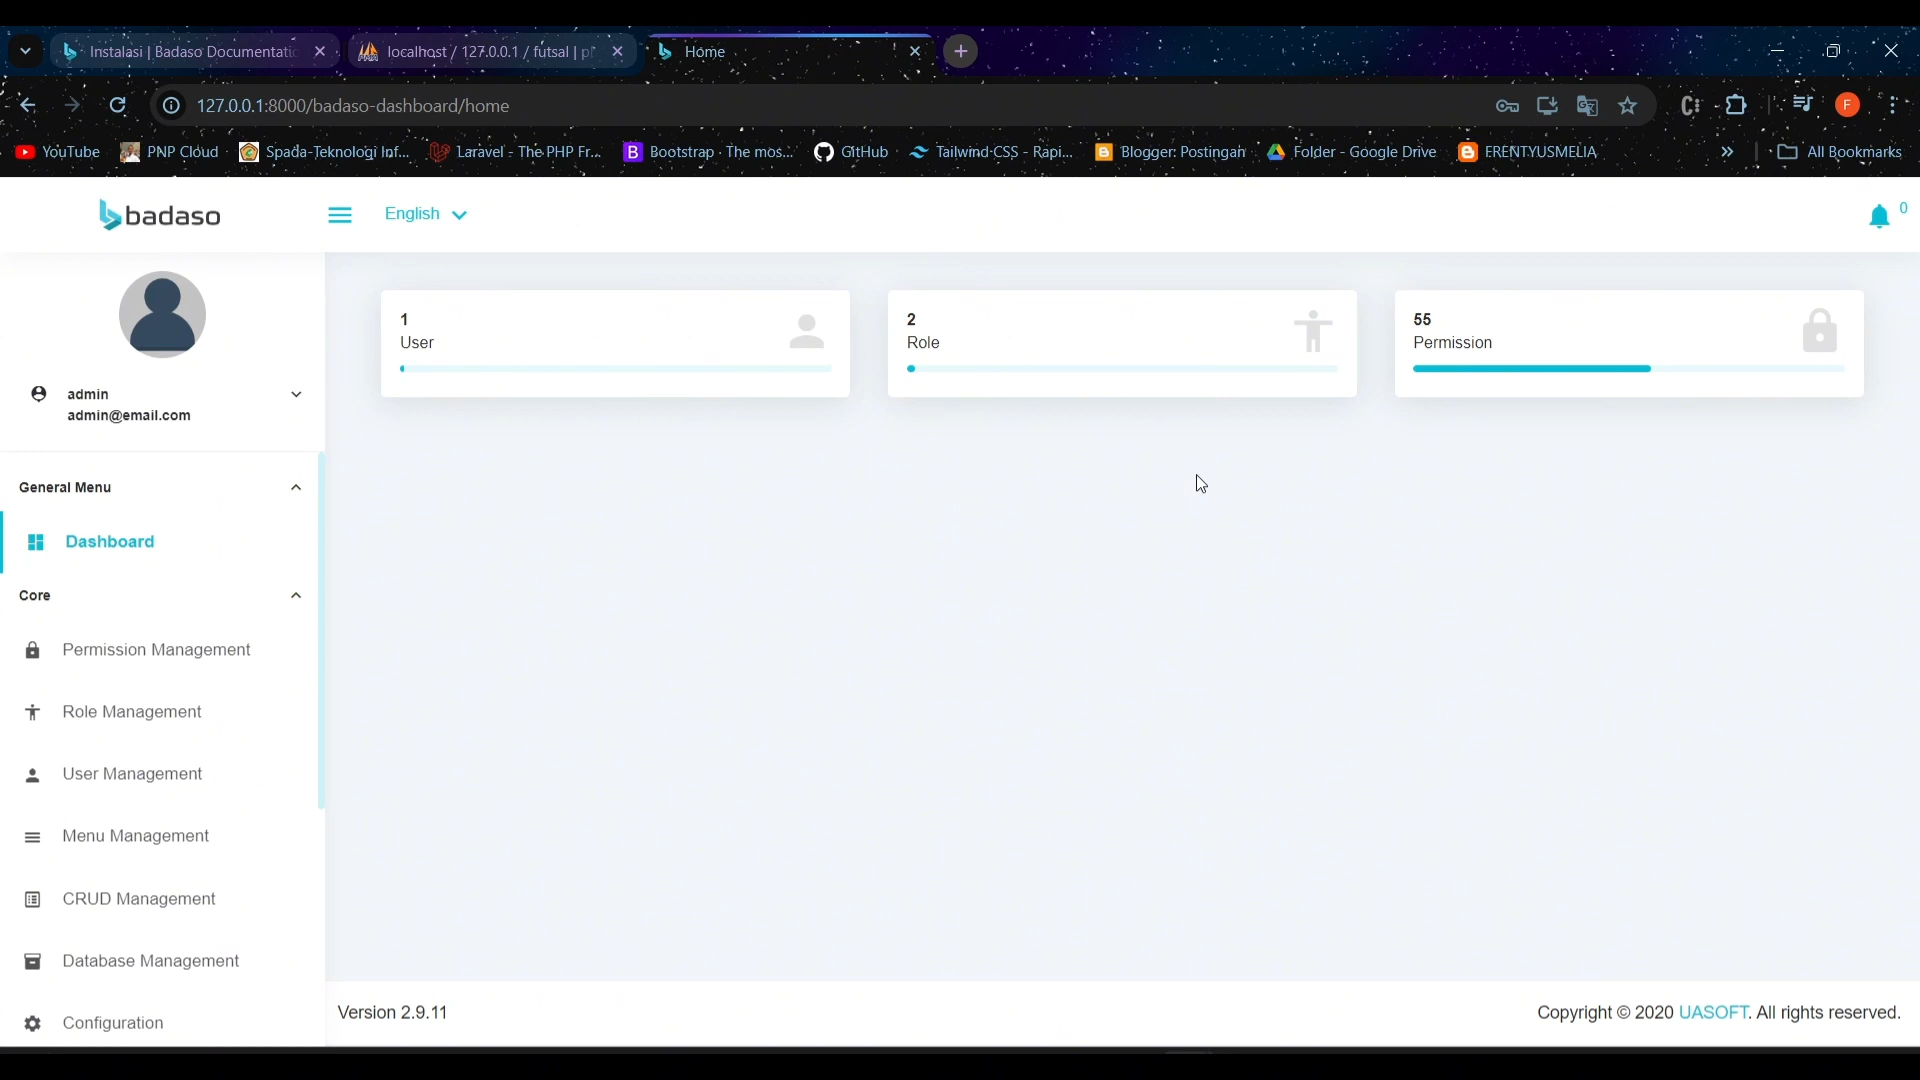 Instalasi | Badaso Documentatic
localhost / 127.0.0.1 / futsal | pl
Home
127.0.0.1:8000/badaso-dashboard/home
F
YouTube
PNP Cloud
Spada-Teknologi Inf...
Laravel - The PHP Fr...
B
Bootstrap · The mos...
GitHub
Tailwind CSS - Rapi...
Blogger: Postingan
Folder - Google Drive
FRENTYUSMELIA
»
All Bookmarks
badaso
English
0
admin
admin@email.com
1
User
2
Role
55
Permission
General Menu
Dashboard
Core
Permission Management
Role Management
User Management
Menu Management
CRUD Management
Database Management
Configuration
Version 2.9.11
Copyright © 2020 UASOFT. All rights reserved.